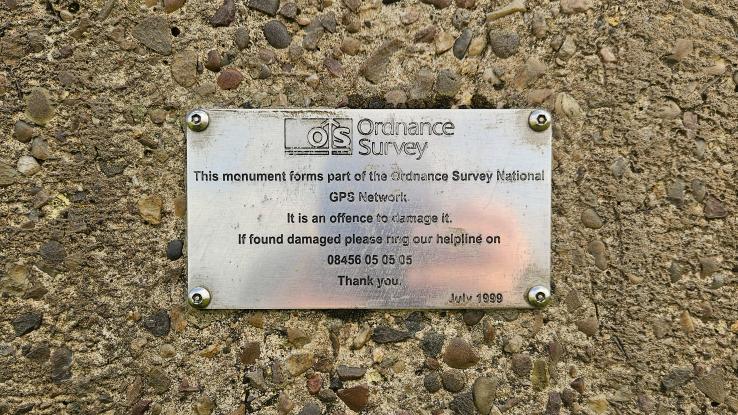 OS Ordnance
Survey
This monument forms part of the Ordnance Survey National
GPS Network.
It is an offence to damage it.
If found damaged please ring our helpline on
08456 05 05 05
Thank you.
July 1999